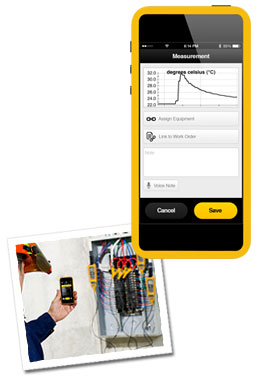 9:14 PM
Measurement
degrees celsius (°C)
32.0
30.0
28.0
26.0
24.0
22.0
Assign Equipment
Link to Work Order
Note
Voice Note
Cancel
Save